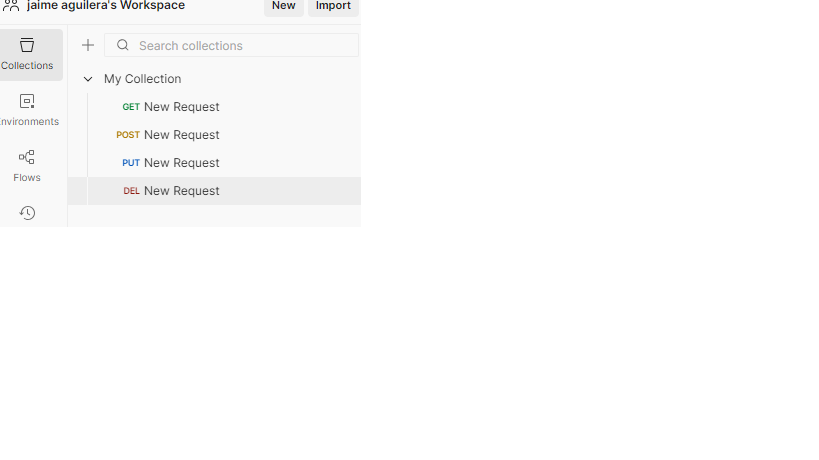 jaime aguilera's Workspace New Import
Search collections
Collections
My Collection
GET New Request
POST New Request
nvironments
PUT New Request
Flows
DEL New Request